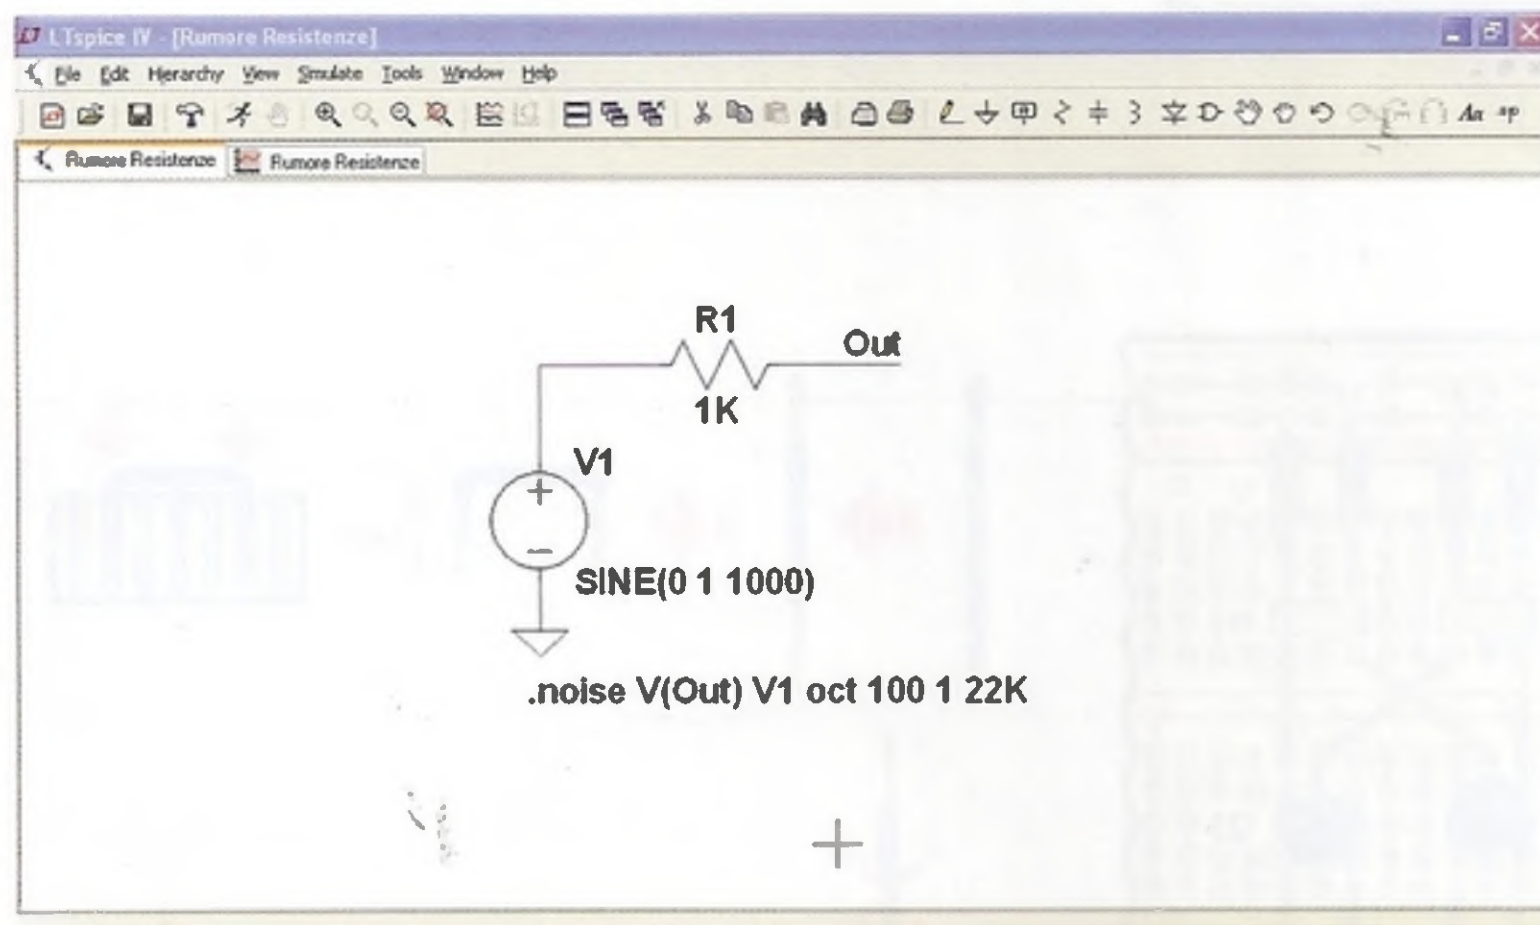 LTspice IV - [Rumore Resistenze]
File Edit Hierarchy View Simulate Tools Window Help
Aa
Rumore Resistenze Rumore Resistenze
R1
Out
1K
V1
SINE(0 1 1000)
.noise V(Out) V1 oct 100 1 22K